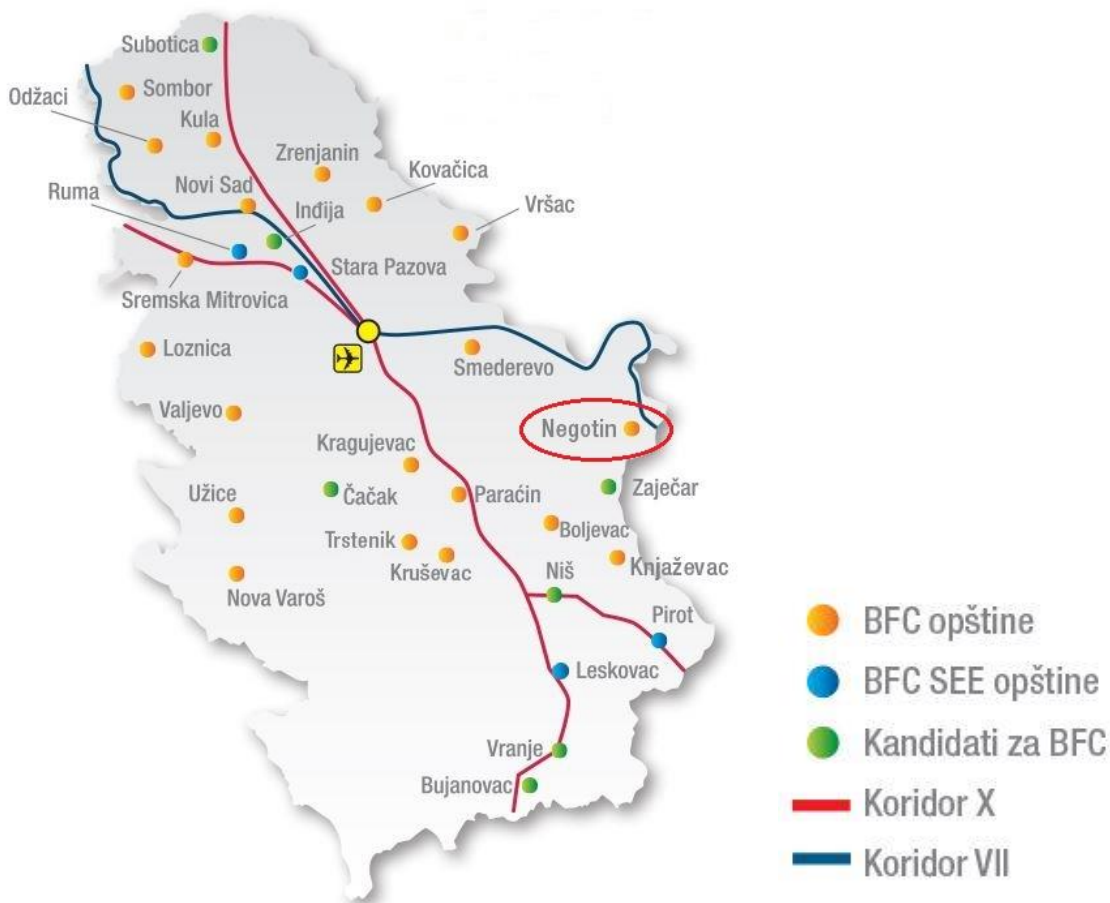 Subotica
Sombor
Odžaci
Kula
Zrenjanin
Kovačica
Ruma
Novi Sad
Inđija
Vršac
Stara Pazova
Sremska Mitrovica
Loznica
Smederevo
Valjevo
Negotin
Kragujevac
Užice
Čačak
Paraćin
Zaječar
Boljevac
Trstenik
Kruševac
Knjaževac
Niš
Nova Varoš
Pirot
Leskovac
Vranje
Bujanovac
BFC opštine
BFC SEE opštine
Kandidati za BFC
Koridor X
Koridor VII